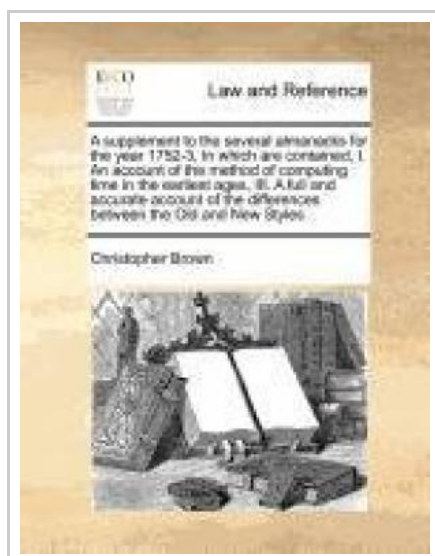 ECCO
Law and Reference
A supplement to the several almanacks for
the year 1752-3, In which are contained, I.
An account of the method of computing
time in the earliest ages, III. A full and
accurate account of the differences
between the Old and New Styles
Christopher Brown